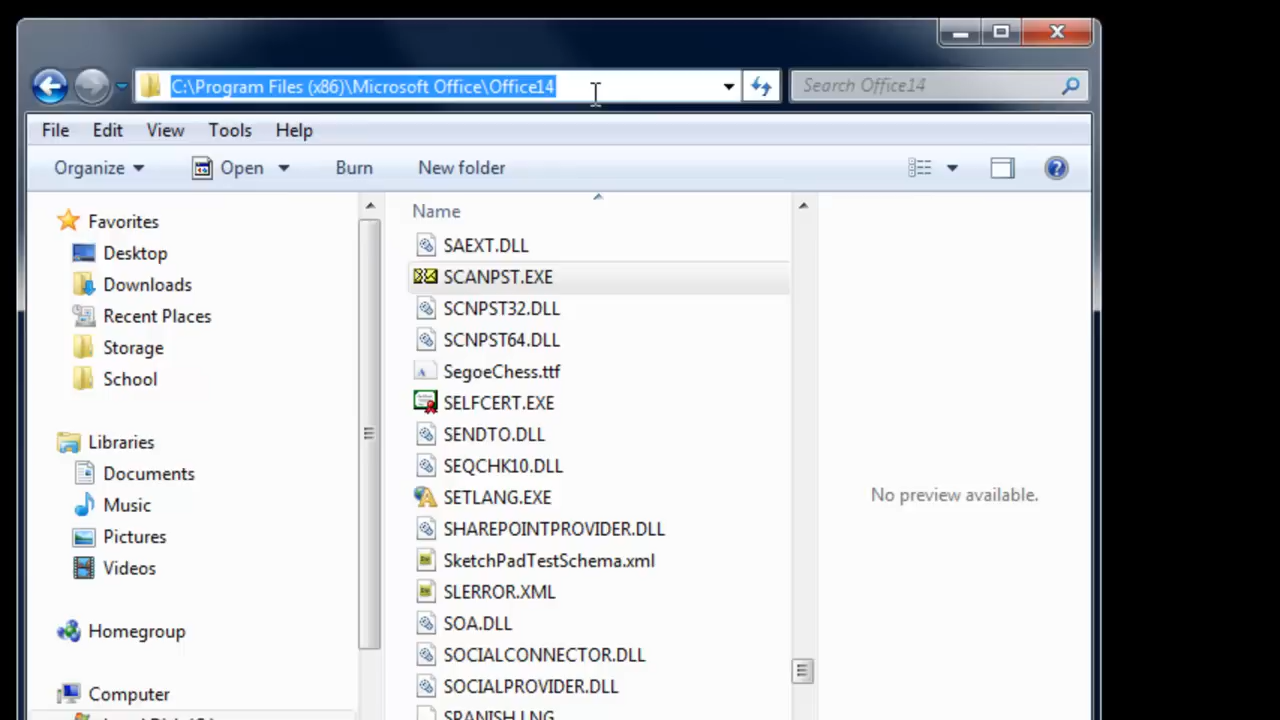 C:\Program Files (x86)\Microsoft Office\Office14
Search Office14
File Edit View Tools Help
Organize Open Burn New folder
Favorites
Desktop
Downloads
Recent Places
Storage
School
Libraries
Documents
Music
Pictures
Videos
Homegroup
Computer
Name
SAEXT.DLL
SCANPST.EXE
SCNPST32.DLL
SCNPST64.DLL
SegoeChess.ttf
SELFCERT.EXE
SENDTO.DLL
SEQCHK10.DLL
SETLANG.EXE
SHAREPOINTPROVIDER.DLL
SketchPadTestSchema.xml
SLERROR.XML
SOA.DLL
SOCIALCONNECTOR.DLL
SOCIALPROVIDER.DLL
SPANISH.LNG
No preview available.